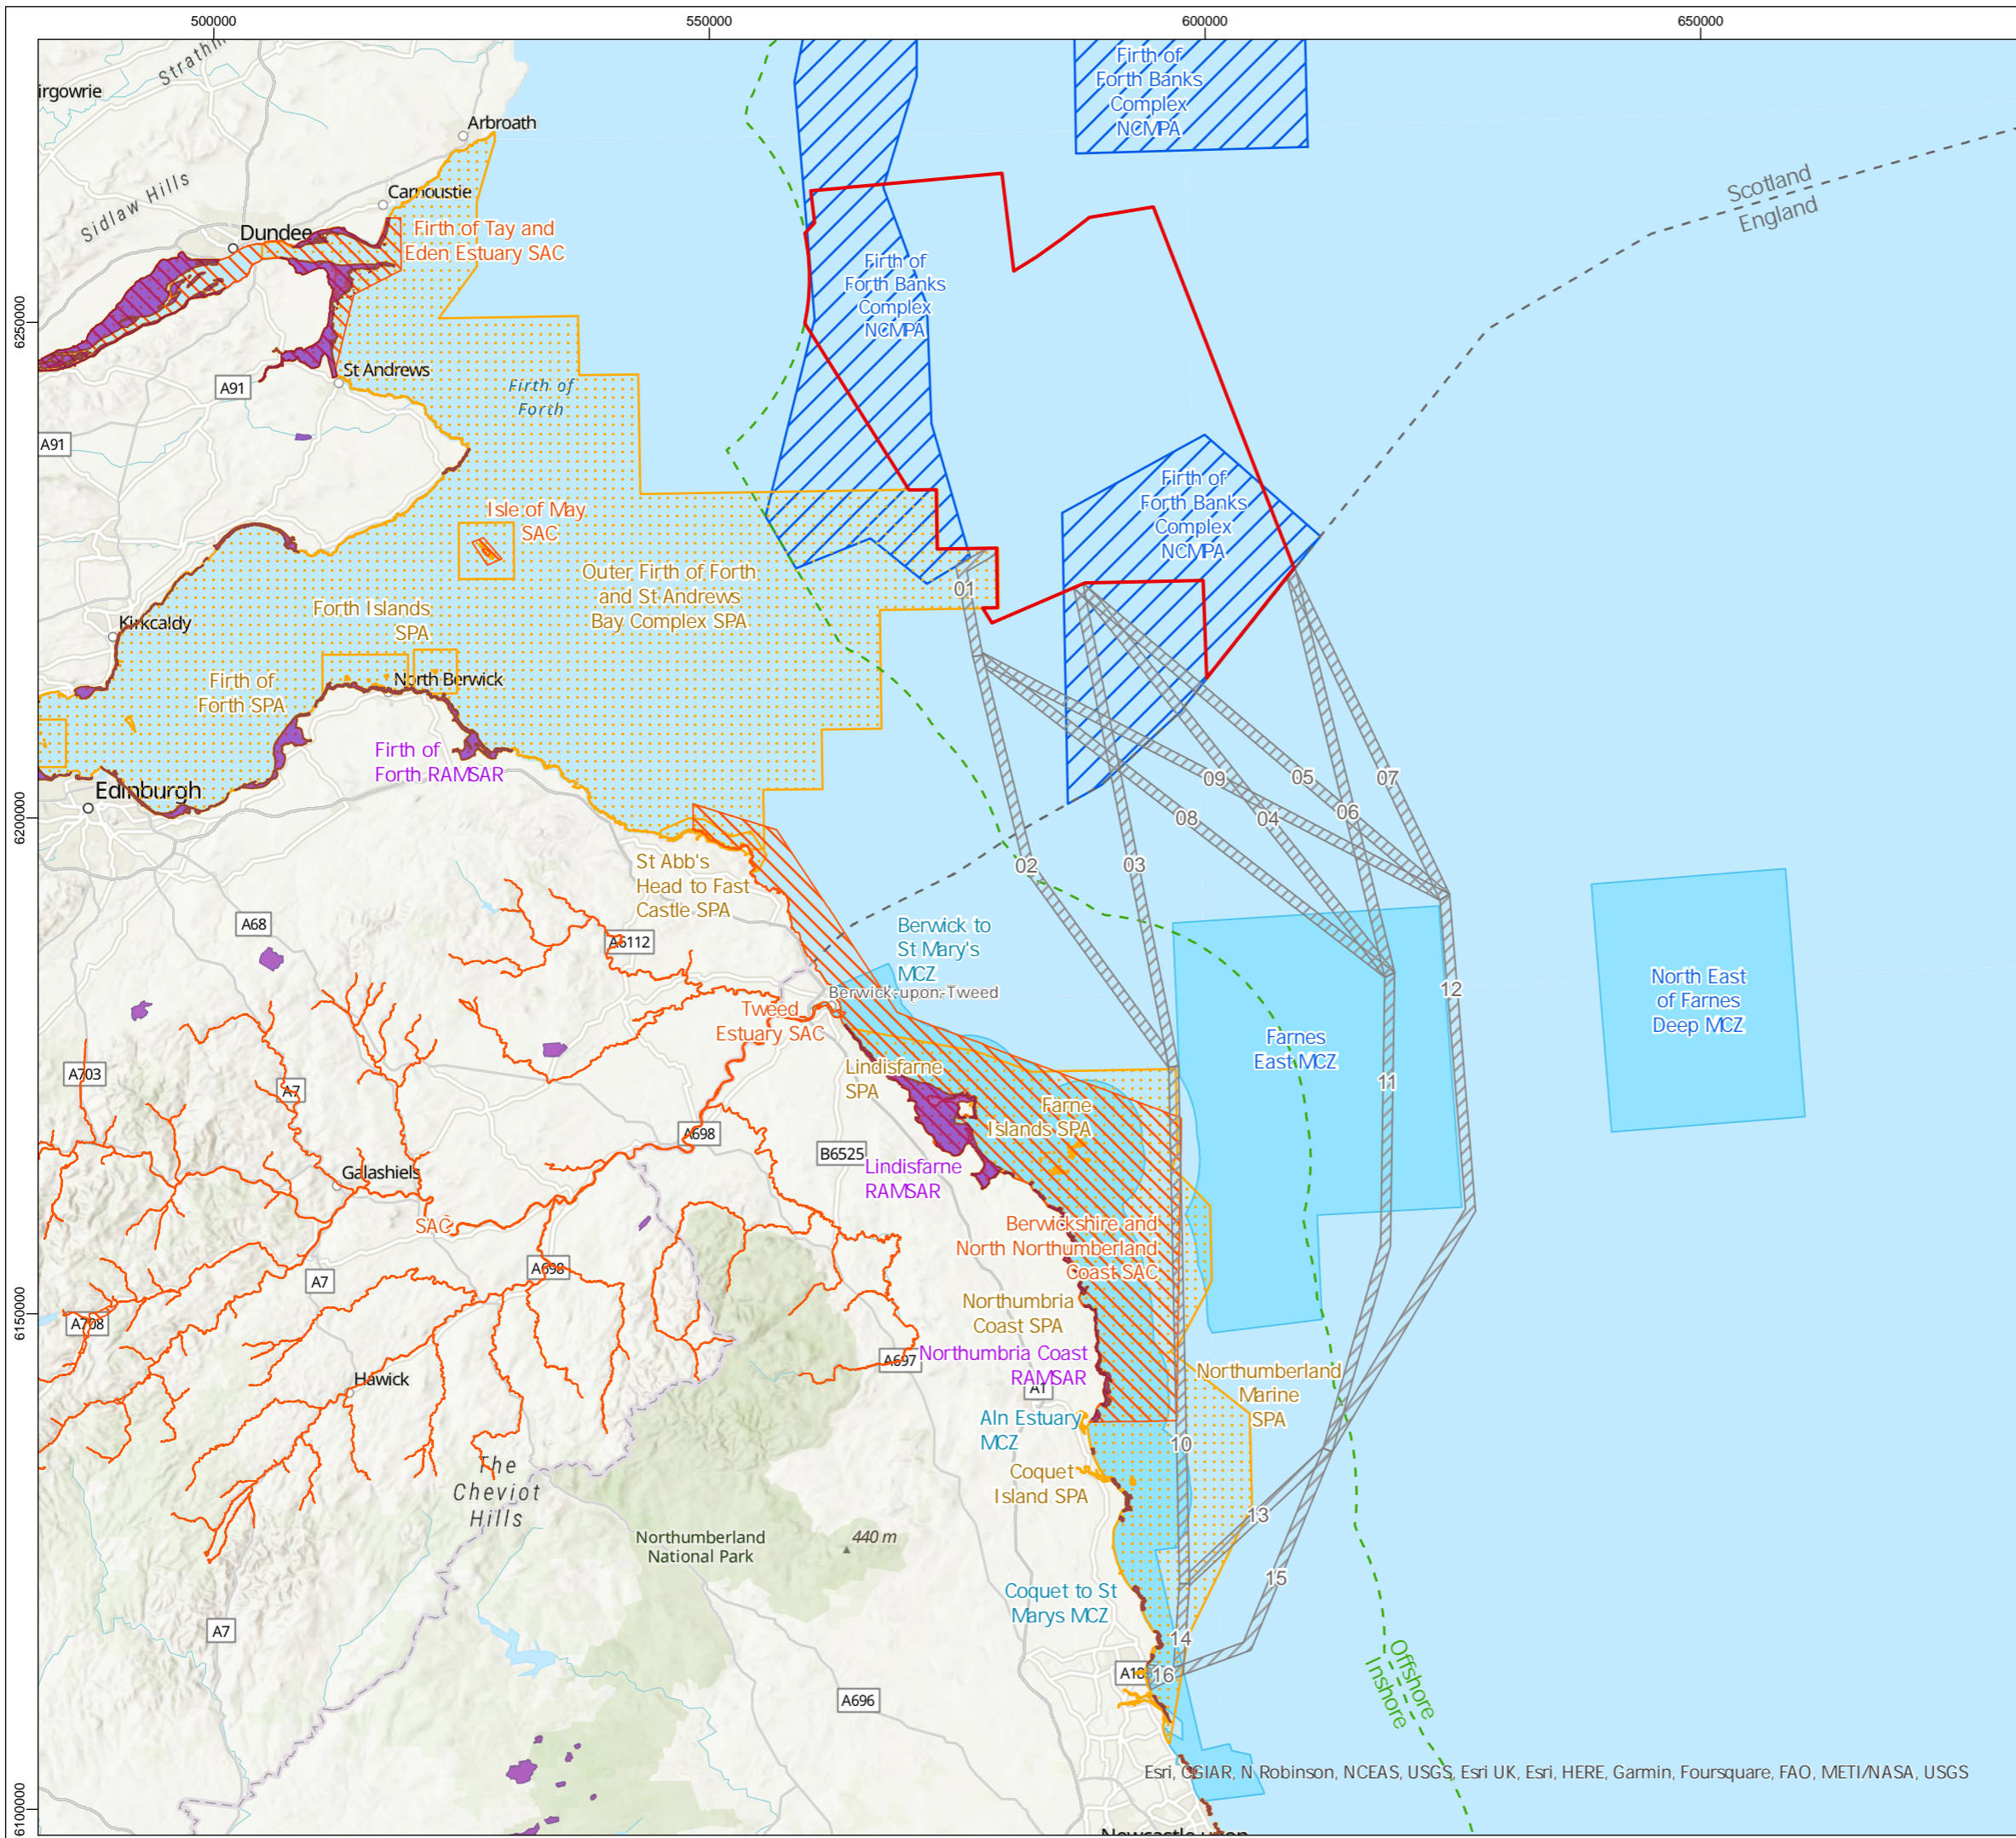 500000
550000
600000
650000
6250000
6200000
6150000
6100000
Strathm
irgowrie
Arbroath
Sidlaw Hills
Carnoustie
Dundee
Firth of Tay and
Eden Estuary SAC
Firth of
Forth Banks
Complex
NCMPA
Firth of
Forth Banks
Complex
NCMPA
Scotland
England
A91
St Andrews
Firth of
Forth
A91
Isle of May
SAC
Firth of
Forth Banks
Complex
NCMPA
Outer Firth of Forth
and St Andrews
Bay Complex SPA
Forth Islands
SPA
Kirkcaldy
01
Firth of
Forth SPA
North Berwick
Firth of
Forth RAMSAR
Edinburgh
09
05
07
08
04
06
02
03
St Abb's
Head to Fast
Castle SPA
A68
A6112
Berwick to
St Mary's
MCZ
Berwick-upon-Tweed
Tweed
Estuary SAC
12
North East
of Farnes
Deep MCZ
Farnes
East MCZ
11
Lindisfarne
SPA
A703
A7
Farne
Islands SPA
A698
B6525
Lindisfarne
RAMSAR
Galashiels
SAC
Berwickshire and
North Northumberland
Coast SAC
A7
A698
Northumbria
Coast SPA
A708
A697
Northumbria Coast
RAMSAR
A1
Hawick
Northumberland
Marine
SPA
Aln Estuary
MCZ
10
Coquet
Island SPA
The
Cheviot
Hills
13
Northumberland
National Park
440 m
15
Coquet to St
Marys MCZ
A7
14
16
A18
A696
Offshore
Inshore
Esri, CGIAR, N Robinson, NCEAS, USGS, Esri UK, Esri, HERE, Garmin, Foursquare, FAO, METI/NASA, USGS
Newcastle upon